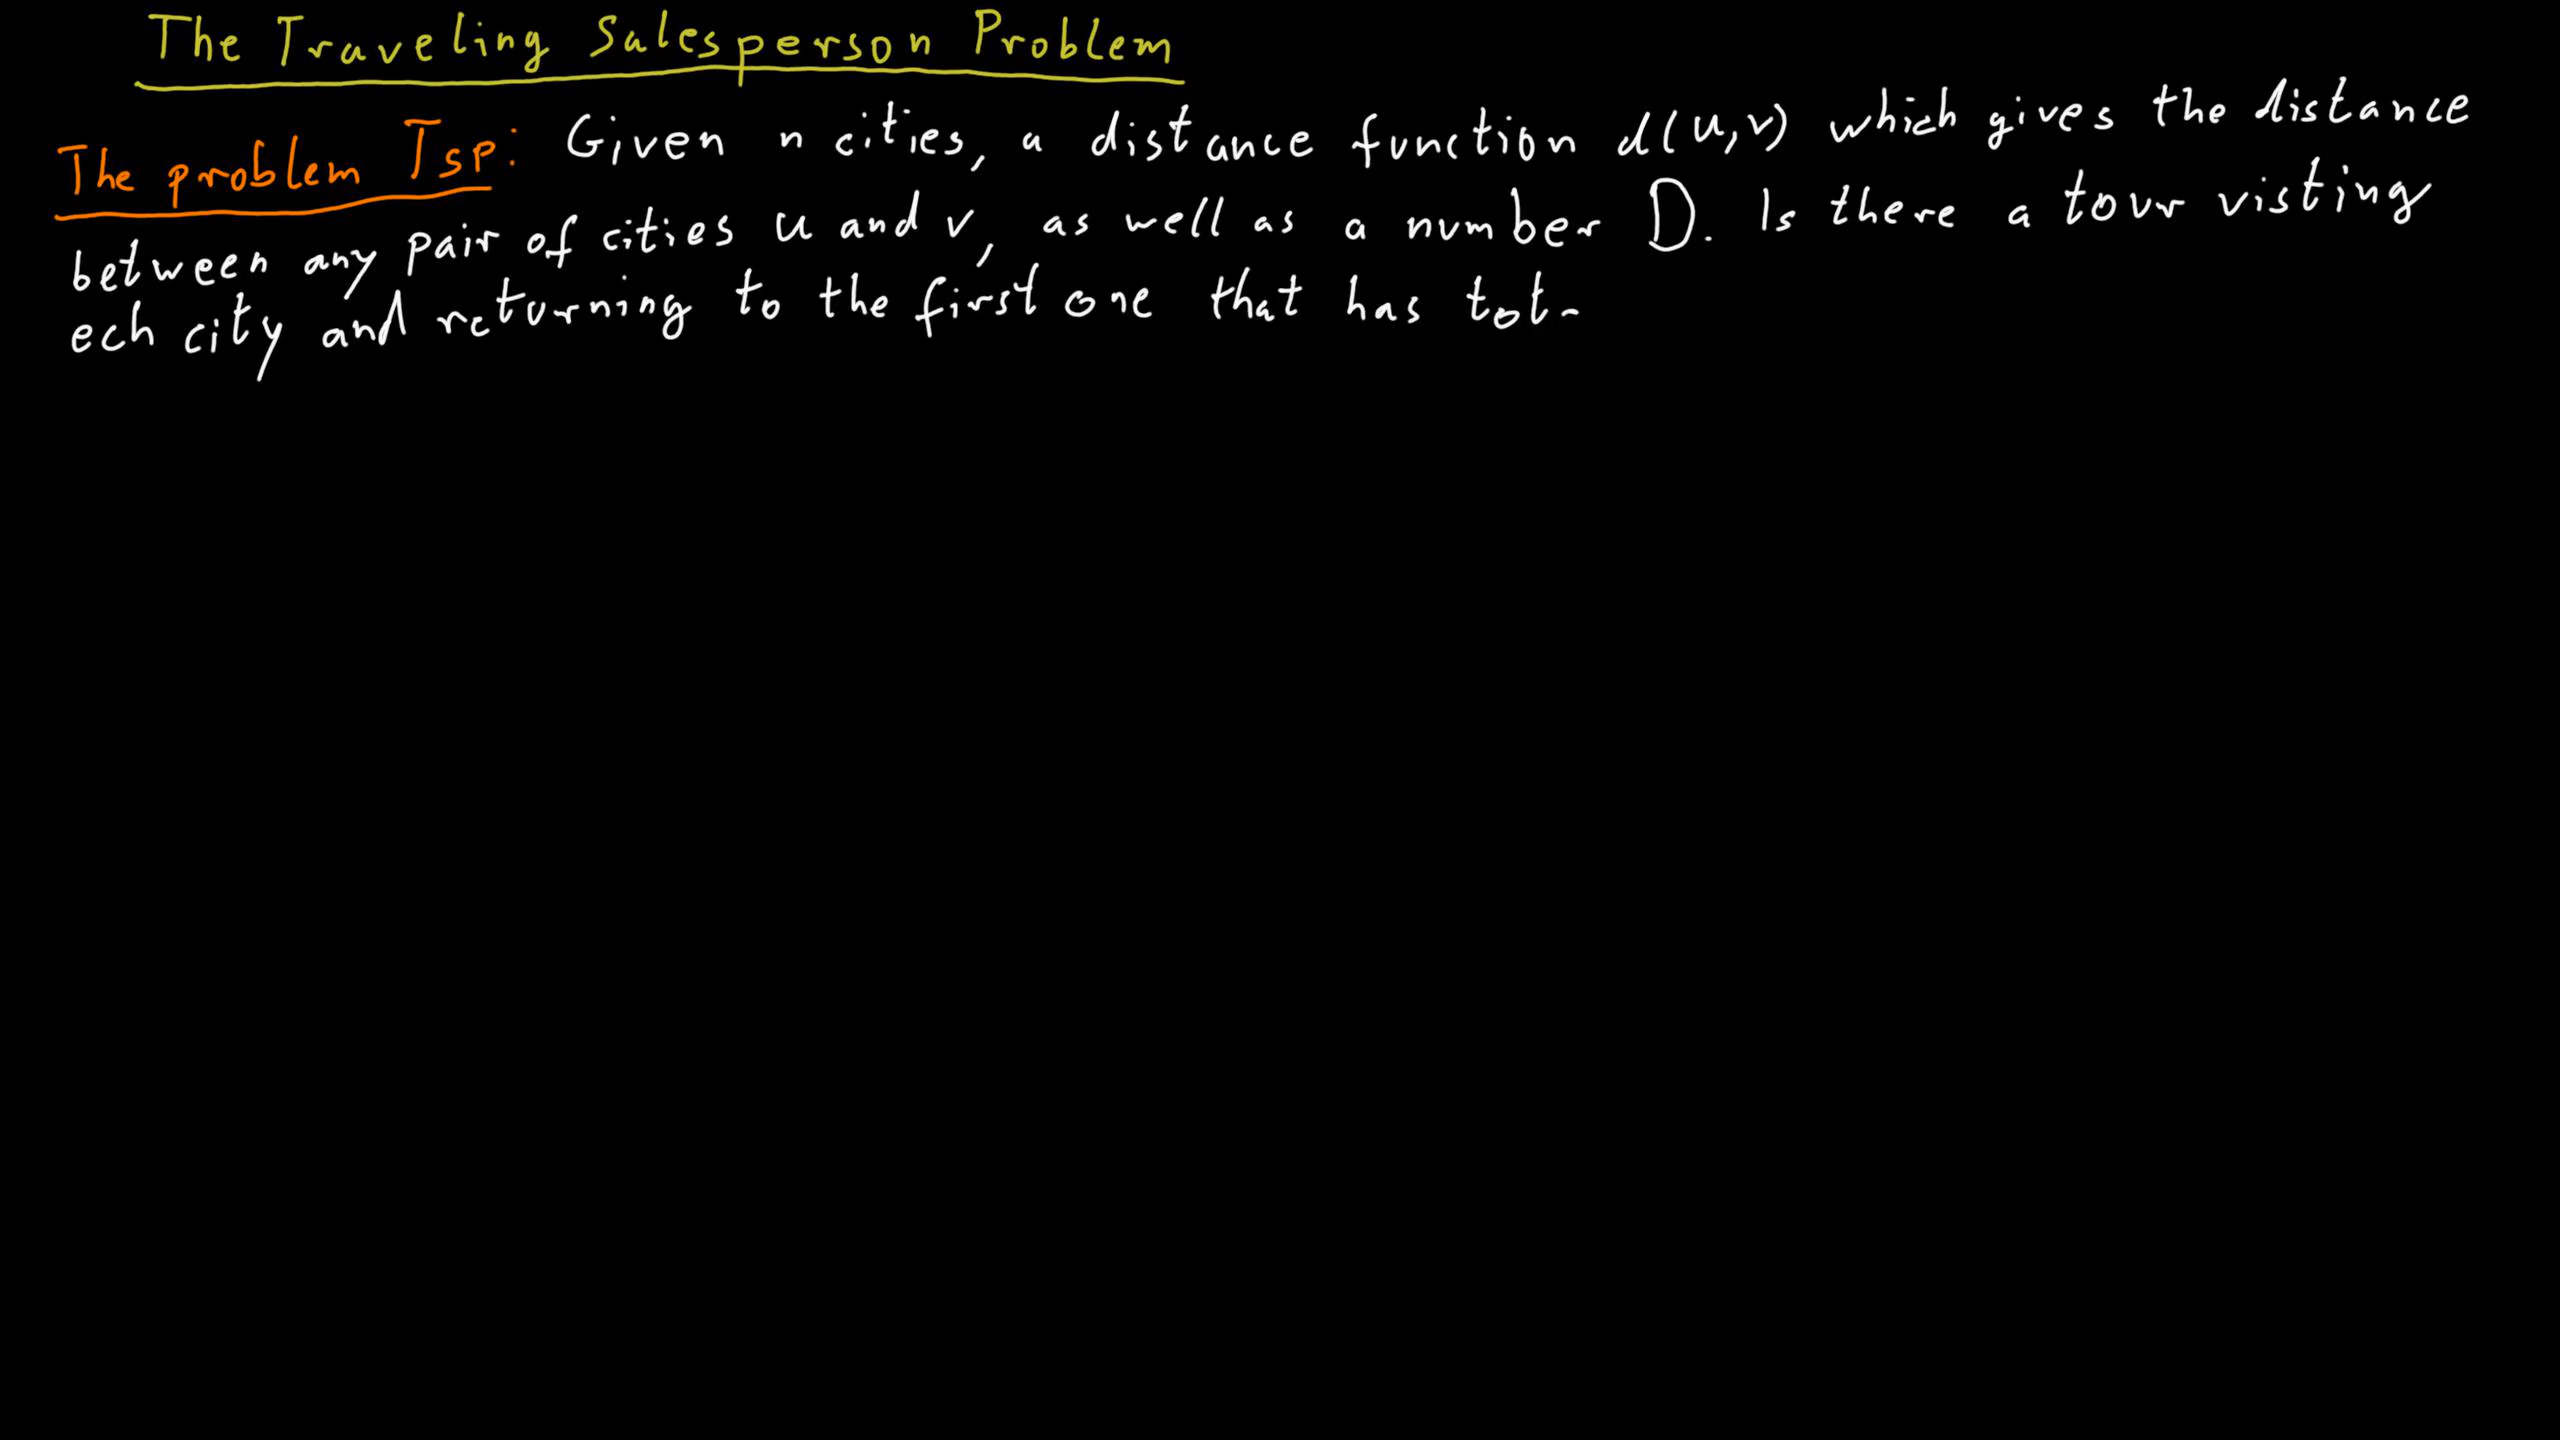 The Traveling Salesperson Problem
The problem TSP: Given n cities, a distance function d(u,v) which gives the distance
between any pair of cities u and v, as well as a number D. Is there a tour visting
ech city and returning to the first one that has tot